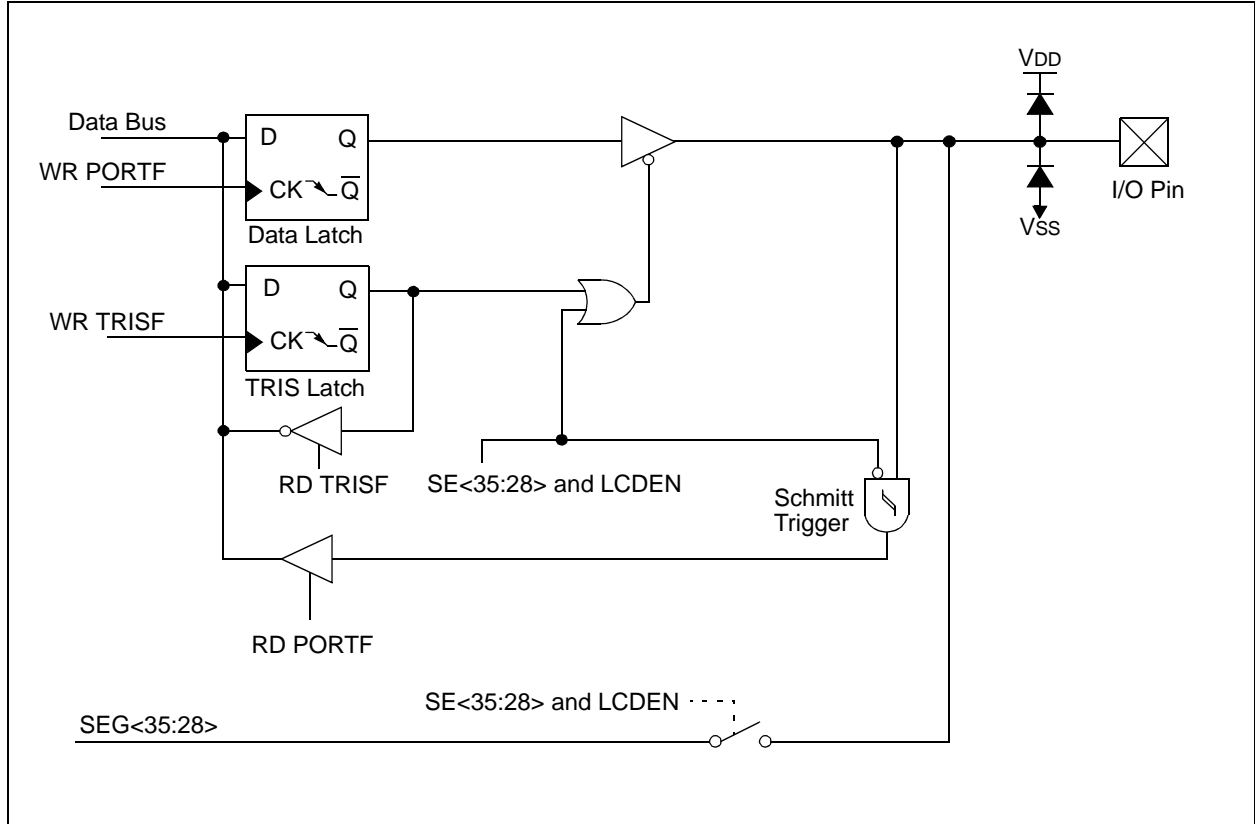 VDD
Data Bus
D Q
WR PORTF
CK Q̅
I/O Pin
Data Latch
VSS
D Q
WR TRISF
CK Q̅
TRIS Latch
RD TRISF
SE<35:28> and LCDEN
Schmitt
Trigger
RD PORTF
SE<35:28> and LCDEN
SEG<35:28>